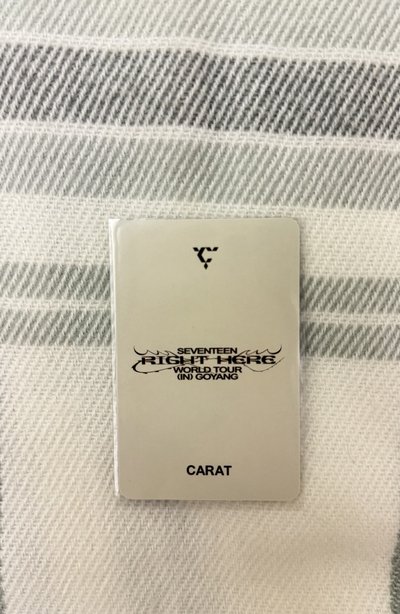 SEVENTEEN
RIGHT HERE
WORLD TOUR
(IN) GOYANG
CARAT